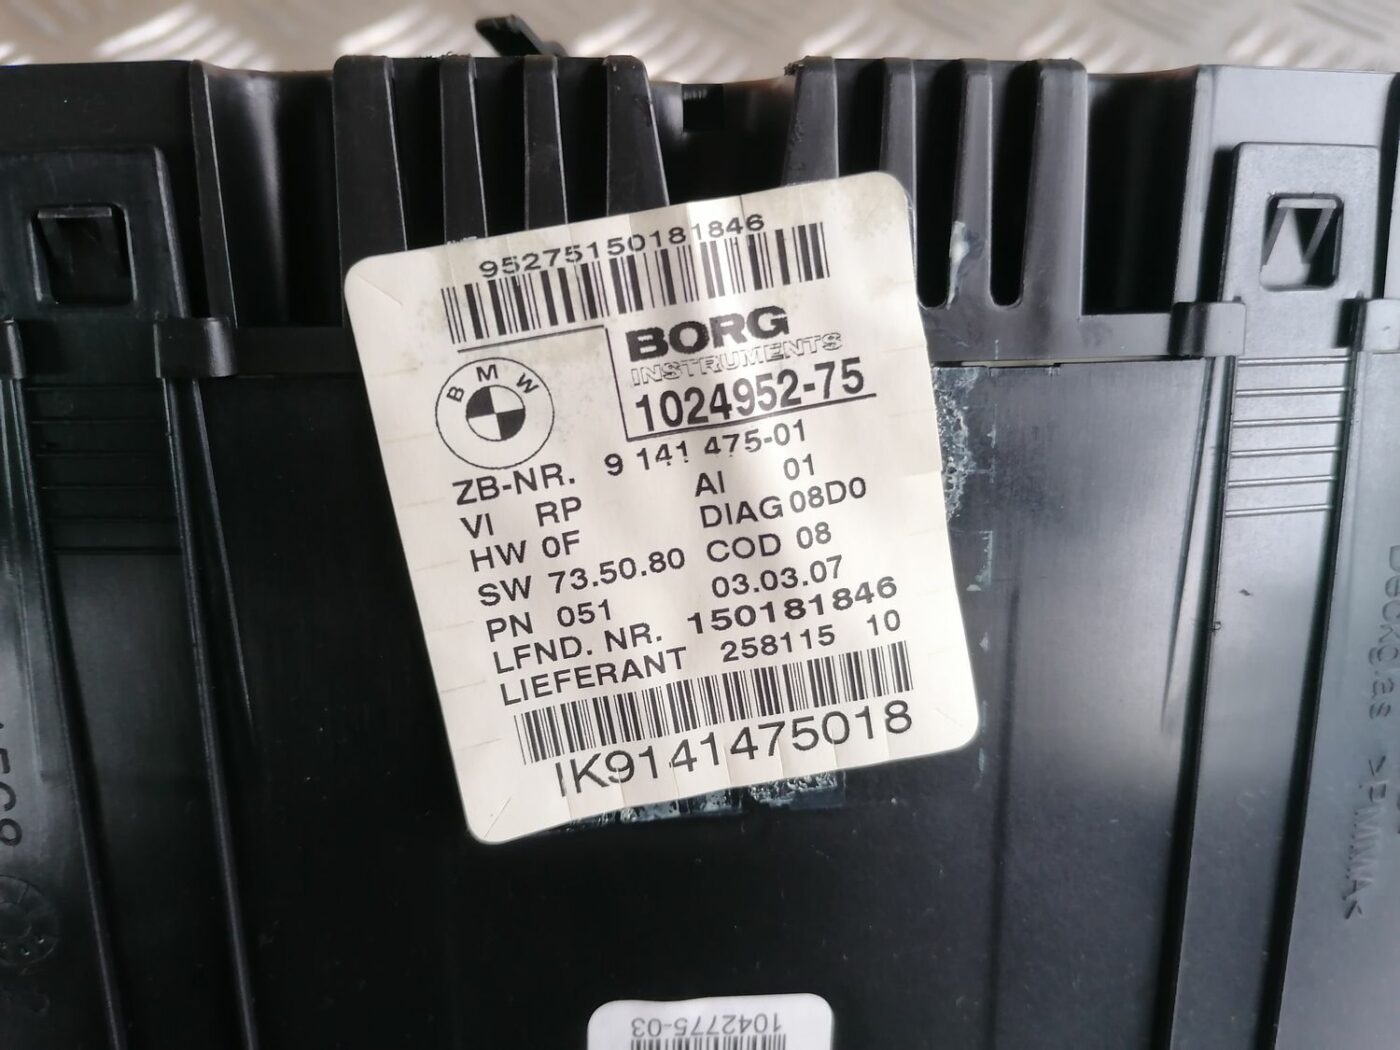 95275150181846
BORG
INSTRUMENTS
BMW
1024952-75
ZB-NR. 9 141 475-01
VI RP AI 01
HW 0F DIAG 08D0
SW 73.50.80 COD 08
PN 051 03.03.07
LFND. NR. 150181846
LIEFERANT 258115 10
IK9141475018
1042775-03